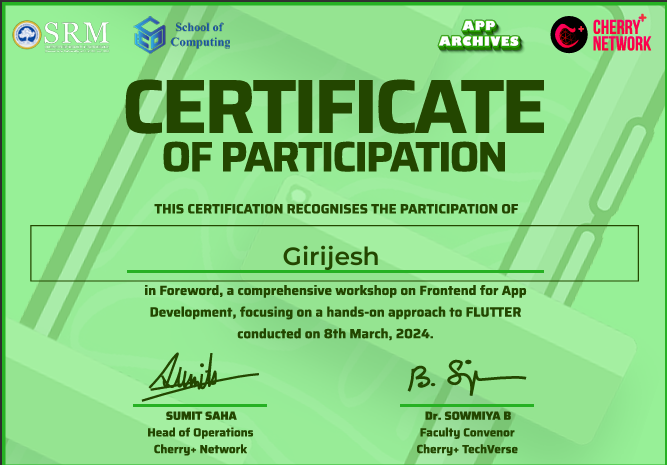 SRM
School of
Computing
APP
ARCHIVES
CHERRY+
NETWORK
CERTIFICATE
OF PARTICIPATION
THIS CERTIFICATION RECOGNISES THE PARTICIPATION OF
Girijesh
in Foreword, a comprehensive workshop on Frontend for App
Development, focusing on a hands-on approach to FLUTTER
conducted on 8th March, 2024.
Sumit
B. 
SUMIT SAHA
Dr. SOWMIYA B
Head of Operations
Faculty Convenor
Cherry+ Network
Cherry+ TechVerse